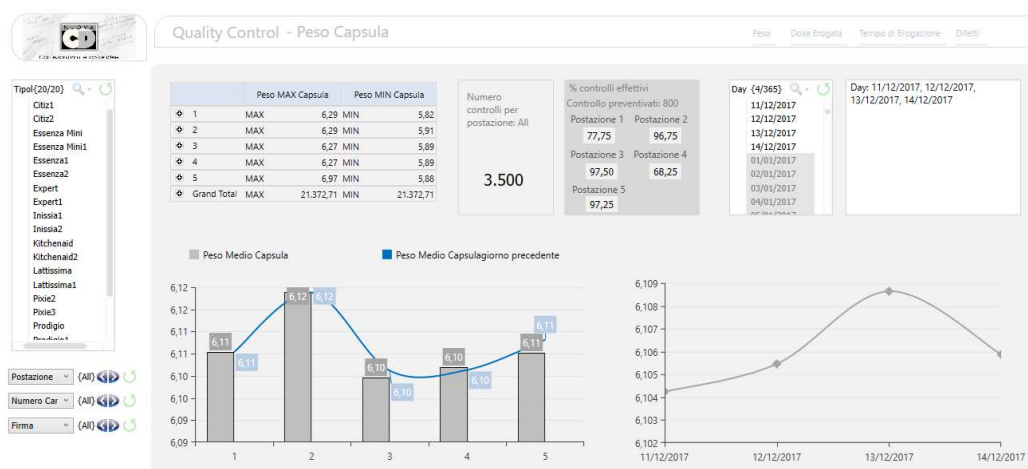 NUOVA
CD
Quality Control - Peso Capsula
Peso Dose Erogata Tempo di Erogazione Difetti
Tipol{20/20}
Citiz1
Citiz2
Essenza Mini
Essenza Mini1
Essenza1
Essenza2
Expert
Expert1
Inissia1
Inissia2
Kitchenaid
Kitchenaid2
Lattissima
Lattissima1
Pixie2
Pixie3
Prodigio
Prodigio1
Postazione {All}
Numero Car {All}
Firma {All}
Peso MAX Capsula Peso MIN Capsula
1 MAX 6,29 MIN 5,82
2 MAX 6,29 MIN 5,91
3 MAX 6,27 MIN 5,89
4 MAX 6,27 MIN 5,89
5 MAX 6,97 MIN 5,88
Grand Total MAX 21.372,71 MIN 21.372,71
Numero
controlli per
postazione: All
3.500
% controlli effettivi
Controllo preventivati: 800
Postazione 1 Postazione 2
77,75 96,75
Postazione 3 Postazione 4
97,50 68,25
Postazione 5
97,25
Day {4/365}
11/12/2017
12/12/2017
13/12/2017
14/12/2017
01/01/2017
02/01/2017
03/01/2017
04/01/2017
05/01/2017
Day: 11/12/2017, 12/12/2017,
13/12/2017, 14/12/2017
Peso Medio Capsula Peso Medio Capsulagiorno precedente
6,12
6,12
6,11
6,11
6,10
6,10
6,09
6,09
6,11
6,11
6,12
6,12
6,10
6,10
6,10
6,10
6,11
6,11
1 2 3 4 5
6,109
6,108
6,107
6,106
6,105
6,104
6,103
6,102
11/12/2017 12/12/2017 13/12/2017 14/12/2017